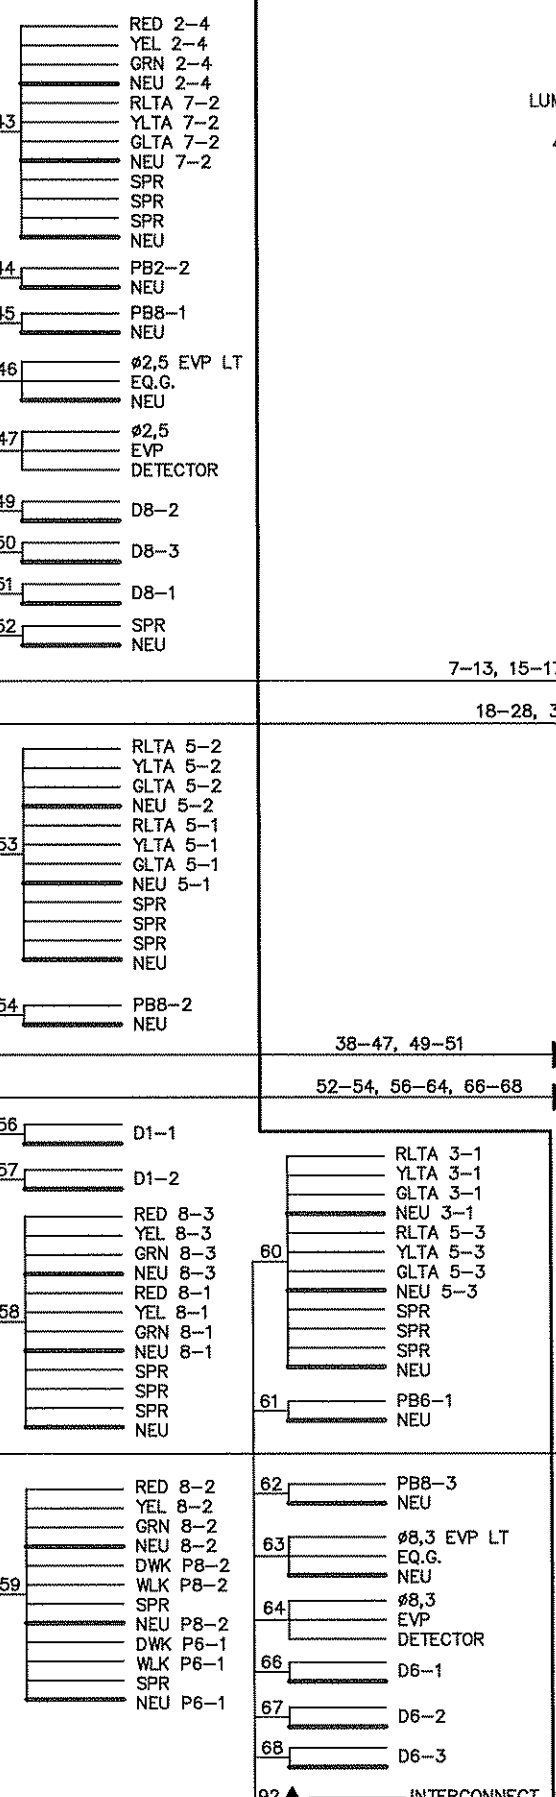 RED 2-4
YEL 2-4
GRN 2-4
NEU 2-4
RLTA 7-2
YLTA 7-2
GLTA 7-2
NEU 7-2
SPR
SPR
SPR
NEU
43
44
PB2-2
NEU
45
PB8-1
NEU
46
ø2,5 EVP LT
EQ.G.
NEU
47
ø2,5
EVP
DETECTOR
49
D8-2
50
D8-3
51
D8-1
52
SPR
NEU
LUM
7-13, 15-17
18-28, 3
53
RLTA 5-2
YLTA 5-2
GLTA 5-2
NEU 5-2
RLTA 5-1
YLTA 5-1
GLTA 5-1
NEU 5-1
SPR
SPR
SPR
NEU
54
PB8-2
NEU
38-47, 49-51
52-54, 56-64, 66-68
56
D1-1
57
D1-2
58
RED 8-3
YEL 8-3
GRN 8-3
NEU 8-3
RED 8-1
YEL 8-1
GRN 8-1
NEU 8-1
SPR
SPR
SPR
NEU
59
RED 8-2
YEL 8-2
GRN 8-2
NEU 8-2
DWK P8-2
WLK P8-2
SPR
NEU P8-2
DWK P6-1
WLK P6-1
SPR
NEU P6-1
60
RLTA 3-1
YLTA 3-1
GLTA 3-1
NEU 3-1
RLTA 5-3
YLTA 5-3
GLTA 5-3
NEU 5-3
SPR
SPR
SPR
NEU
61
PB6-1
NEU
62
PB8-3
NEU
63
ø8,3 EVP LT
EQ.G.
NEU
64
ø8,3
EVP
DETECTOR
66
D6-1
67
D6-2
68
D6-3
92
INTERCONNECT